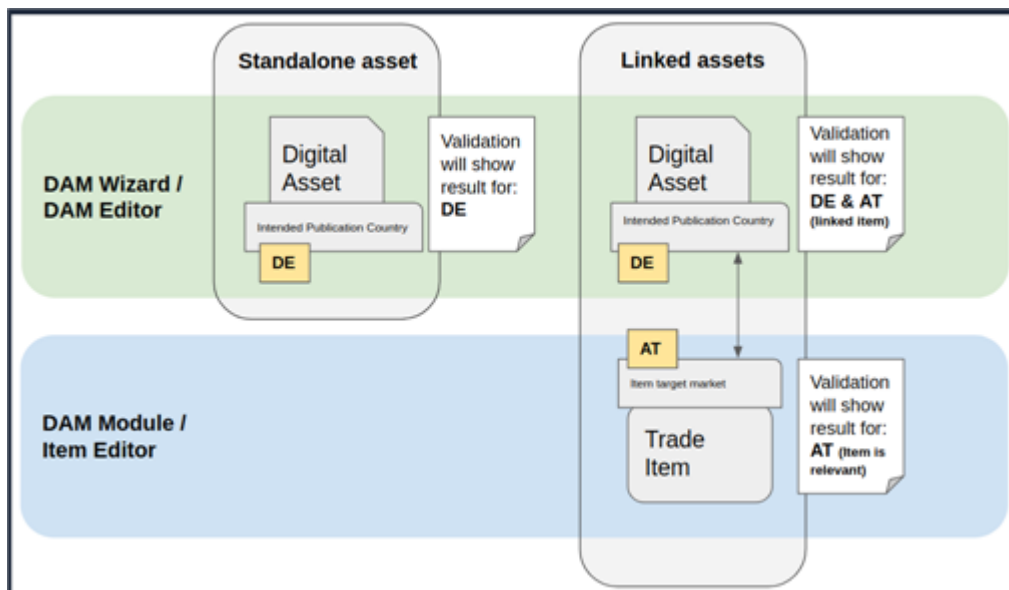 Standalone asset
Linked assets
DAM Wizard /
DAM Editor
Digital
Asset
Intended Publication Country
DE
Validation
will show
result for:
DE
Digital
Asset
Intended Publication Country
DE
Validation
will show
result for:
DE & AT
(linked item)
DAM Module /
Item Editor
AT
Item target market
Trade
Item
Validation
will show
result for:
AT (Item is
relevant)